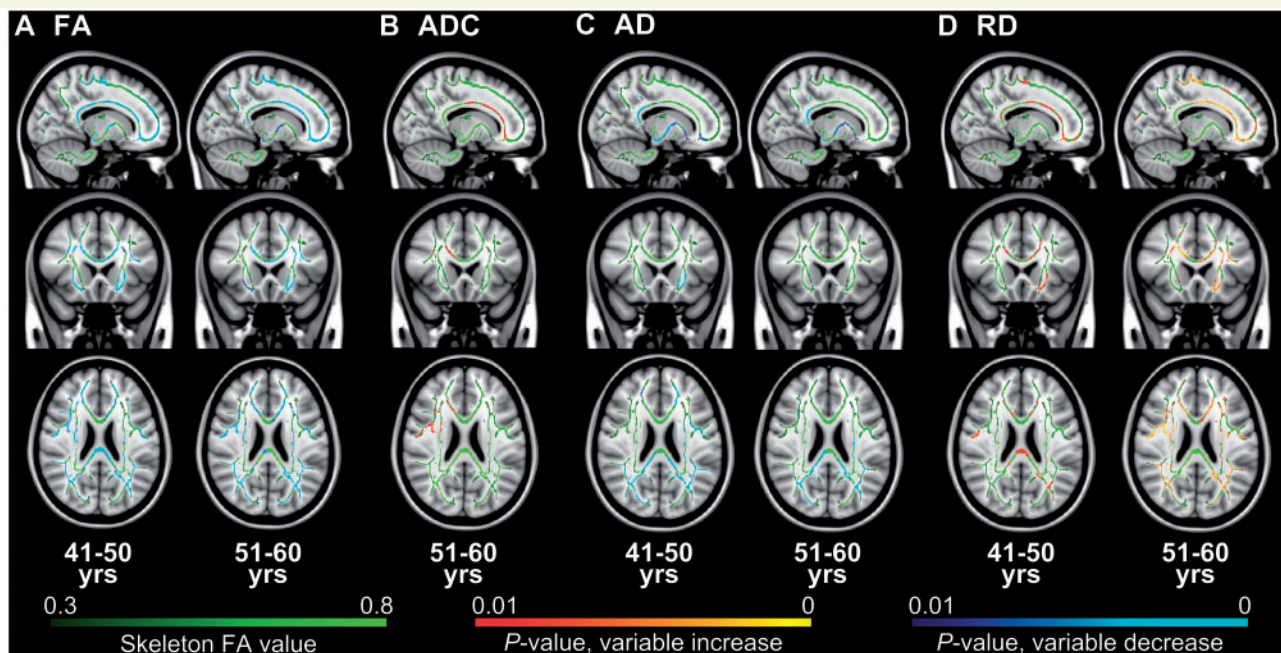 A FA B ADC C AD D RD
41-50 51-60 51-60 41-50 51-60 41-50 51-60
yrs yrs yrs yrs yrs yrs yrs
0.3 0.8 0.01 0 0.01 0
Skeleton FA value P-value, variable increase P-value, variable decrease